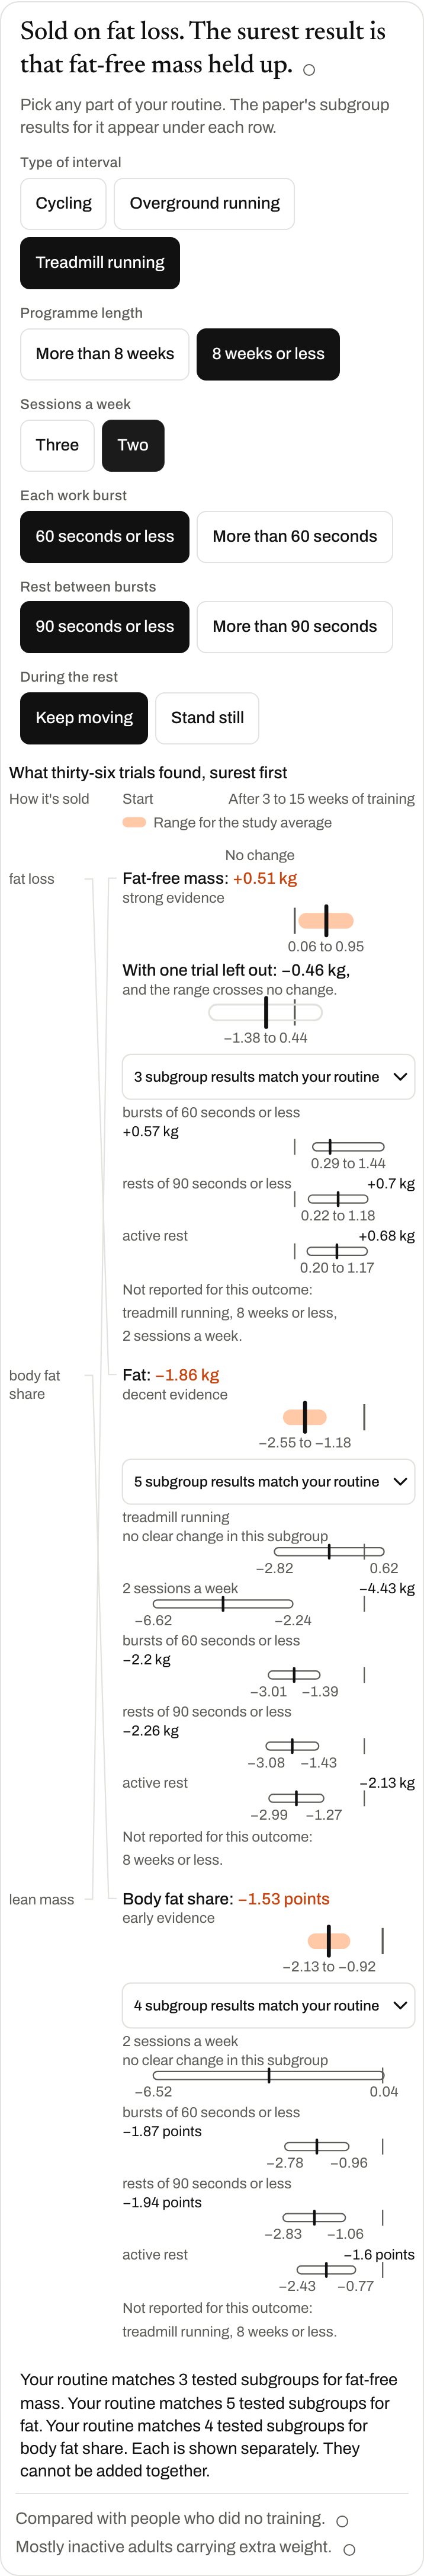 Sold on fat loss. The surest result is
that fat-free mass held up.
Pick any part of your routine. The paper's subgroup
results for it appear under each row.
Type of interval
Cycling
Overground running
Treadmill running
Programme length
More than 8 weeks
8 weeks or less
Sessions a week
Three
Two
Each work burst
60 seconds or less
More than 60 seconds
Rest between bursts
90 seconds or less
More than 90 seconds
During the rest
Keep moving
Stand still
What thirty-six trials found, surest first
How it's sold
Start
After 3 to 15 weeks of training
Range for the study average
No change
fat loss
Fat-free mass: +0.51 kg
strong evidence
0.06 to 0.95
With one trial left out: −0.46 kg,
and the range crosses no change.
−1.38 to 0.44
3 subgroup results match your routine
bursts of 60 seconds or less
+0.57 kg
0.29 to 1.44
rests of 90 seconds or less
+0.7 kg
0.22 to 1.18
active rest
+0.68 kg
0.20 to 1.17
Not reported for this outcome:
treadmill running, 8 weeks or less,
2 sessions a week.
body fat
share
Fat: −1.86 kg
decent evidence
−2.55 to −1.18
5 subgroup results match your routine
treadmill running
no clear change in this subgroup
−2.82
0.62
2 sessions a week
−4.43 kg
−6.62
−2.24
bursts of 60 seconds or less
−2.2 kg
−3.01
−1.39
rests of 90 seconds or less
−2.26 kg
−3.08
−1.43
active rest
−2.13 kg
−2.99
−1.27
Not reported for this outcome:
8 weeks or less.
lean mass
Body fat share: −1.53 points
early evidence
−2.13 to −0.92
4 subgroup results match your routine
2 sessions a week
no clear change in this subgroup
−6.52
0.04
bursts of 60 seconds or less
−1.87 points
−2.78
−0.96
rests of 90 seconds or less
−1.94 points
−2.83
−1.06
active rest
−1.6 points
−2.43
−0.77
Not reported for this outcome:
treadmill running, 8 weeks or less.
Your routine matches 3 tested subgroups for fat-free
mass. Your routine matches 5 tested subgroups for
fat. Your routine matches 4 tested subgroups for
body fat share. Each is shown separately. They
cannot be added together.
Compared with people who did no training.
Mostly inactive adults carrying extra weight.